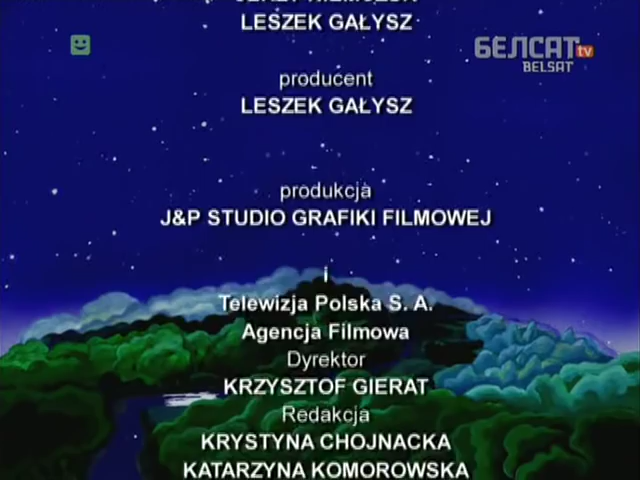 LESZEK GAŁYSZ
БЕЛСАТ tv
BELSAT
producent
LESZEK GAŁYSZ
produkcja
J&P STUDIO GRAFIKI FILMOWEJ
i
Telewizja Polska S. A.
Agencja Filmowa
Dyrektor
KRZYSZTOF GIERAT
Redakcja
KRYSTYNA CHOJNACKA
KATARZYNA KOMOROWSKA